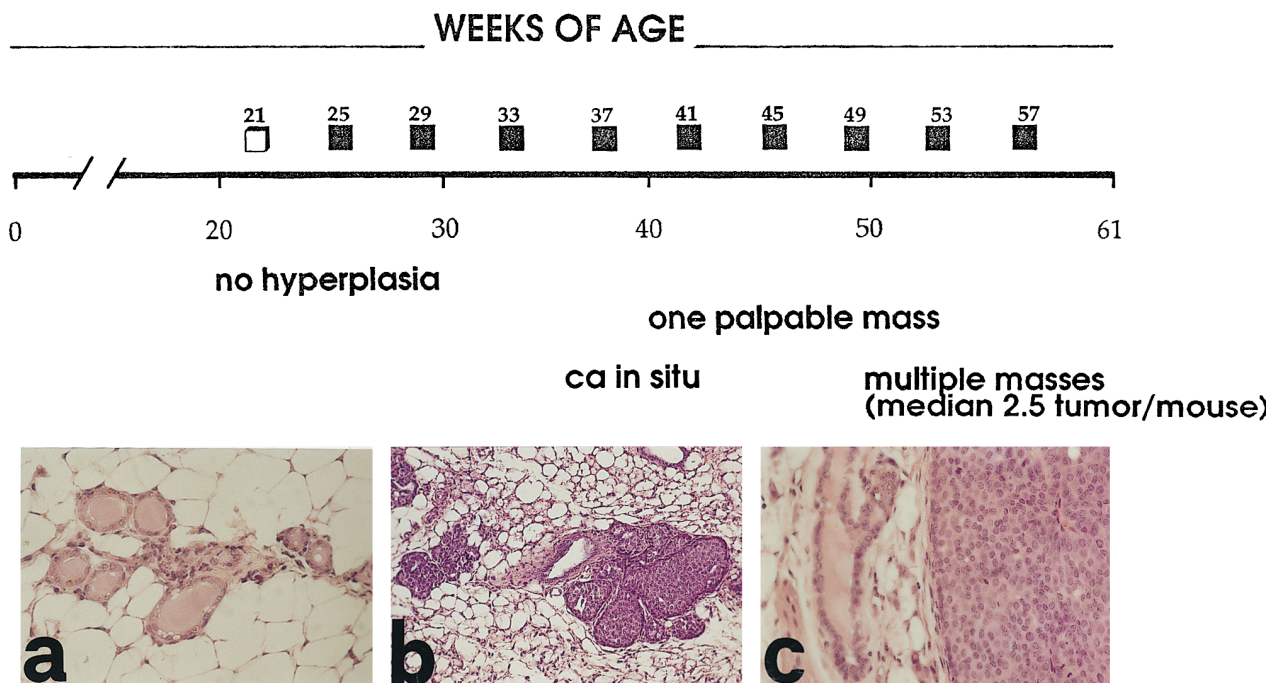 WEEKS OF AGE
21 25 29 33 37 41 45 49 53 57
0 20 30 40 50 61
no hyperplasia
one palpable mass
ca in situ
multiple masses
(median 2.5 tumor/mouse)
a b c